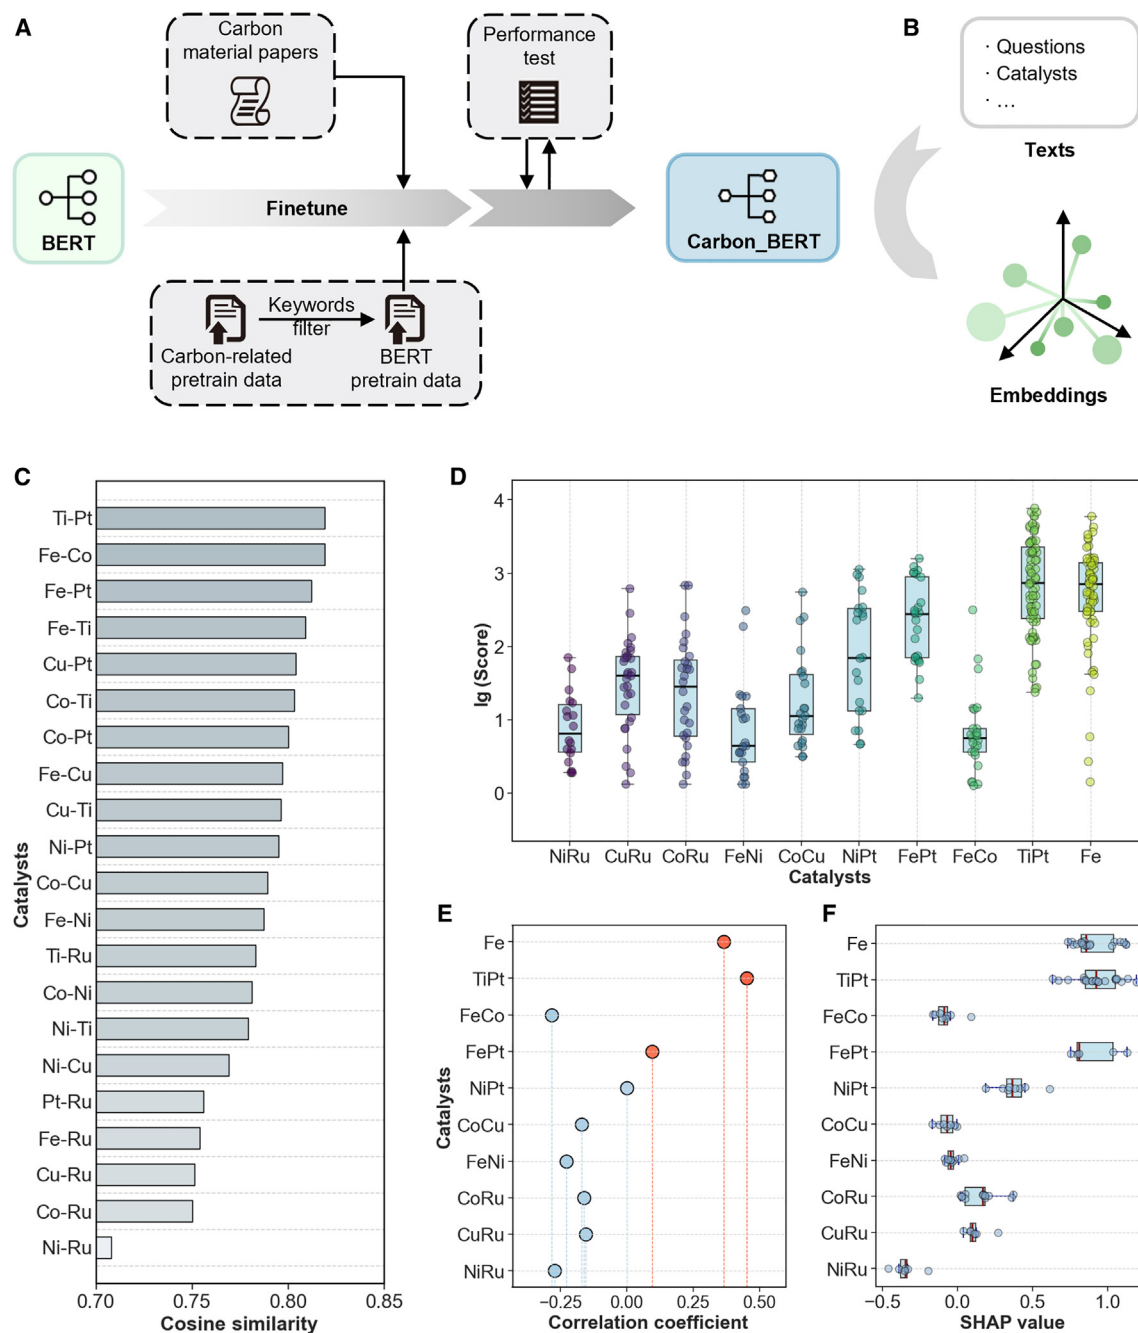 A
Carbon
material papers
Performance
test
BERT
Finetune
Carbon_BERT
Keywords
filter
Carbon-related
pretrain data
BERT
pretrain data
B
· Questions
· Catalysts
· ...
Texts
Embeddings
C
Catalysts
Ti-Pt
Fe-Co
Fe-Pt
Fe-Ti
Cu-Pt
Co-Ti
Co-Pt
Fe-Cu
Cu-Ti
Ni-Pt
Co-Cu
Fe-Ni
Ti-Ru
Co-Ni
Ni-Ti
Ni-Cu
Pt-Ru
Fe-Ru
Cu-Ru
Co-Ru
Ni-Ru
0.70 0.75 0.80 0.85
Cosine similarity
D
lg (Score)
4
3
2
1
0
NiRu CuRu CoRu FeNi CoCu NiPt FePt FeCo TiPt Fe
Catalysts
E
Catalysts
Fe
TiPt
FeCo
FePt
NiPt
CoCu
FeNi
CoRu
CuRu
NiRu
−0.25 0.00 0.25 0.50
Correlation coefficient
F
Fe
TiPt
FeCo
FePt
NiPt
CoCu
FeNi
CoRu
CuRu
NiRu
−0.5 0.0 0.5 1.0
SHAP value